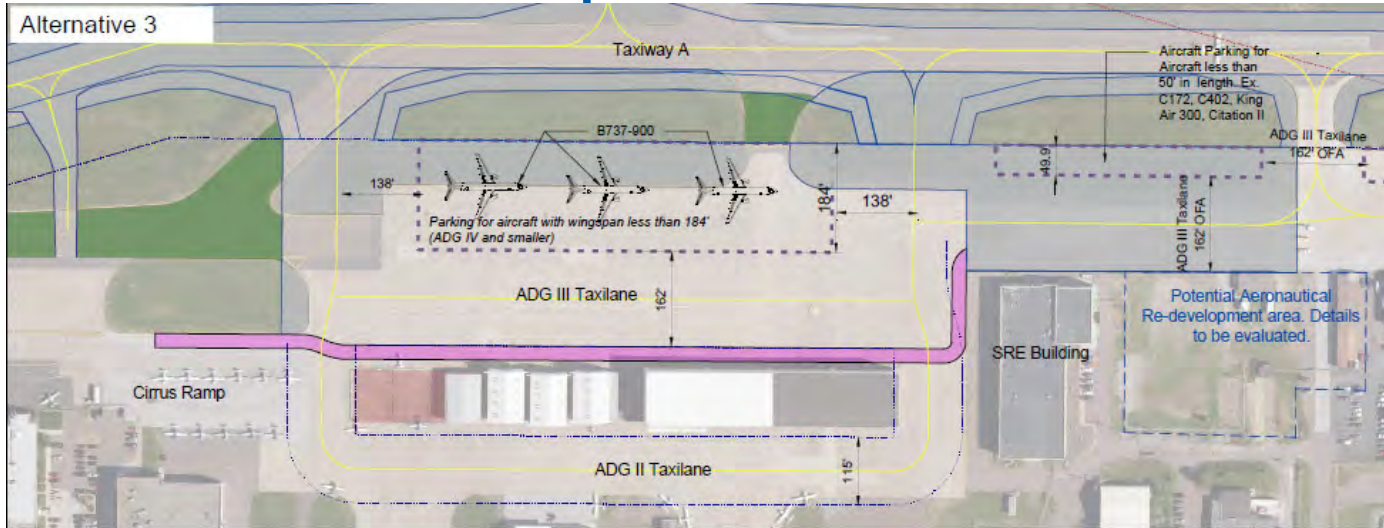 Alternative 3
Taxiway A
Aircraft Parking for
Aircraft less than
50' in length. Ex.
C172, C402, King
Air 300, Citation II
B737-900
ADG III Taxilane
162' OFA
49.9
138'
184'
138'
Parking for aircraft with wingspan less than 184'
(ADG IV and smaller)
ADG III Taxilane
162' OFA
ADG III Taxilane
162'
Potential Aeronautical
Re-development area. Details
to be evaluated.
SRE Building
Cirrus Ramp
ADG II Taxilane
115'